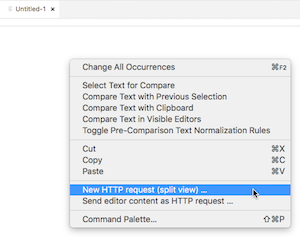 Untitled-1 ×
Change All Occurrences ⌘F2
Select Text for Compare
Compare Text with Previous Selection
Compare Text with Clipboard
Compare Text in Visible Editors
Toggle Pre-Comparison Text Normalization Rules
Cut ⌘X
Copy ⌘C
Paste ⌘V
New HTTP request (split view) ...
Send editor content as HTTP request ...
Command Palette... ⇧⌘P